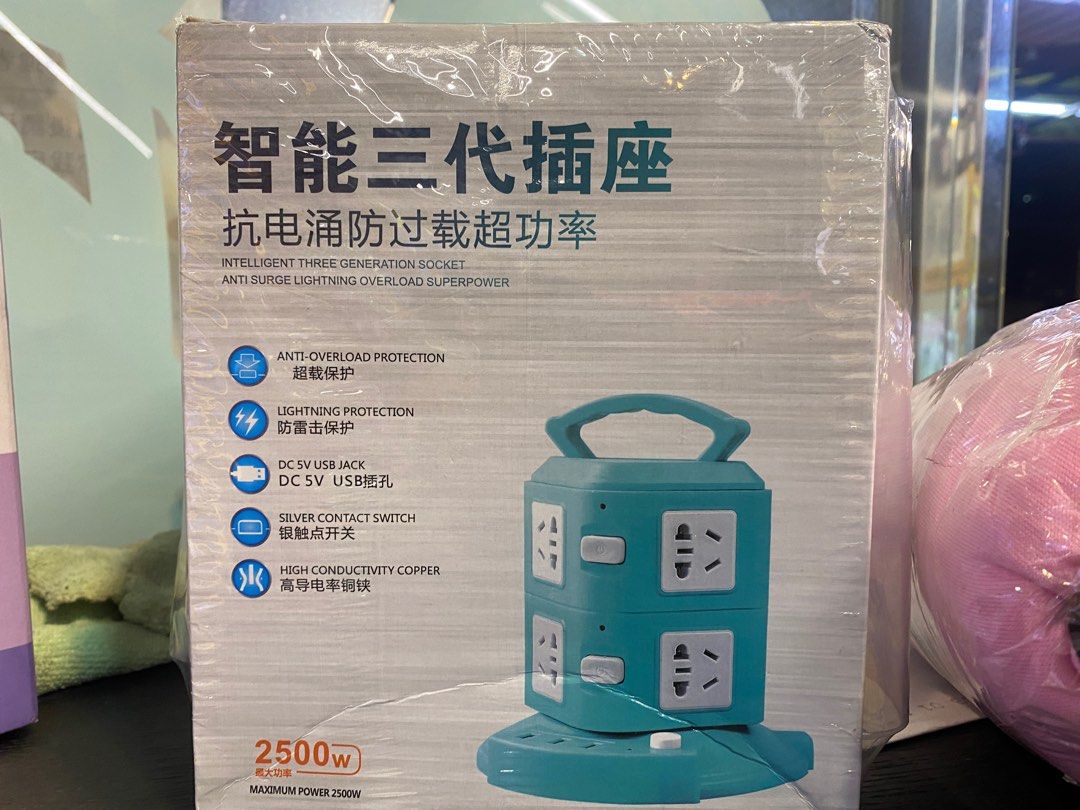 智能三代插座
抗电涌防过载超功率
INTELLIGENT THREE GENERATION SOCKET
ANTI SURGE LIGHTNING OVERLOAD SUPERPOWER
ANTI-OVERLOAD PROTECTION
超载保护
LIGHTNING PROTECTION
防雷击保护
DC 5V USB JACK
DC 5V USB插孔
SILVER CONTACT SWITCH
银触点开关
HIGH CONDUCTIVITY COPPER
高导电率铜铗
2500W
最大功率
MAXIMUM POWER 2500W